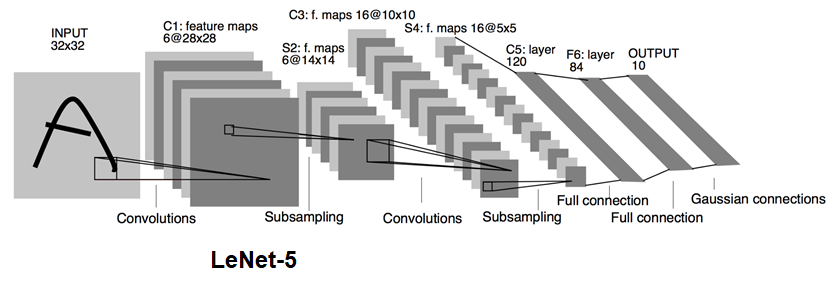 INPUT
32x32
C1: feature maps
6@28x28
S2: f. maps
6@14x14
C3: f. maps 16@10x10
S4: f. maps 16@5x5
C5: layer
120
F6: layer
84
OUTPUT
10
Convolutions
Subsampling
Convolutions
Subsampling
Full connection
Full connection
Gaussian connections
LeNet-5
A